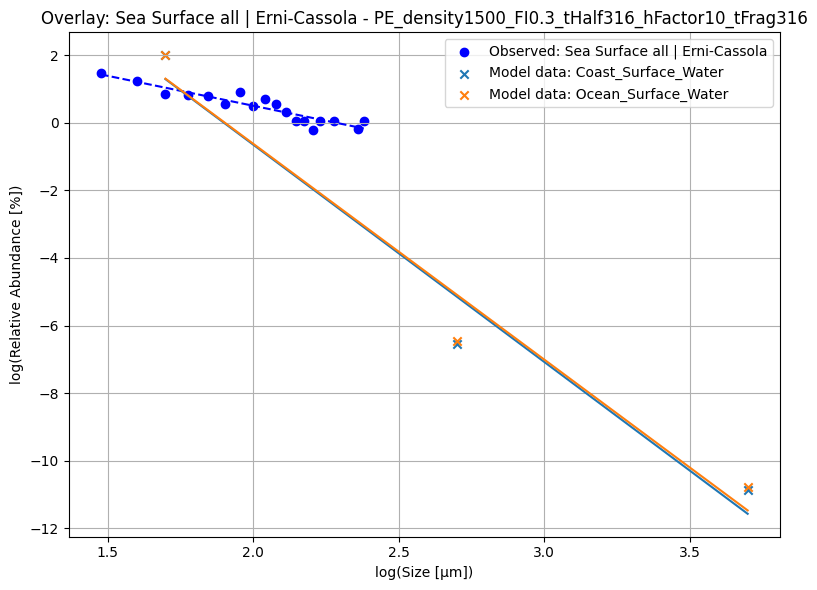 Overlay: Sea Surface all | Erni-Cassola - PE_density1500_FI0.3_tHalf316_hFactor10_tFrag316
Observed: Sea Surface all | Erni-Cassola
Model data: Coast_Surface_Water
Model data: Ocean_Surface_Water
log(Relative Abundance [%])
2
0
−2
−4
−6
−8
−10
−12
1.5
2.0
2.5
3.0
3.5
log(Size [µm])